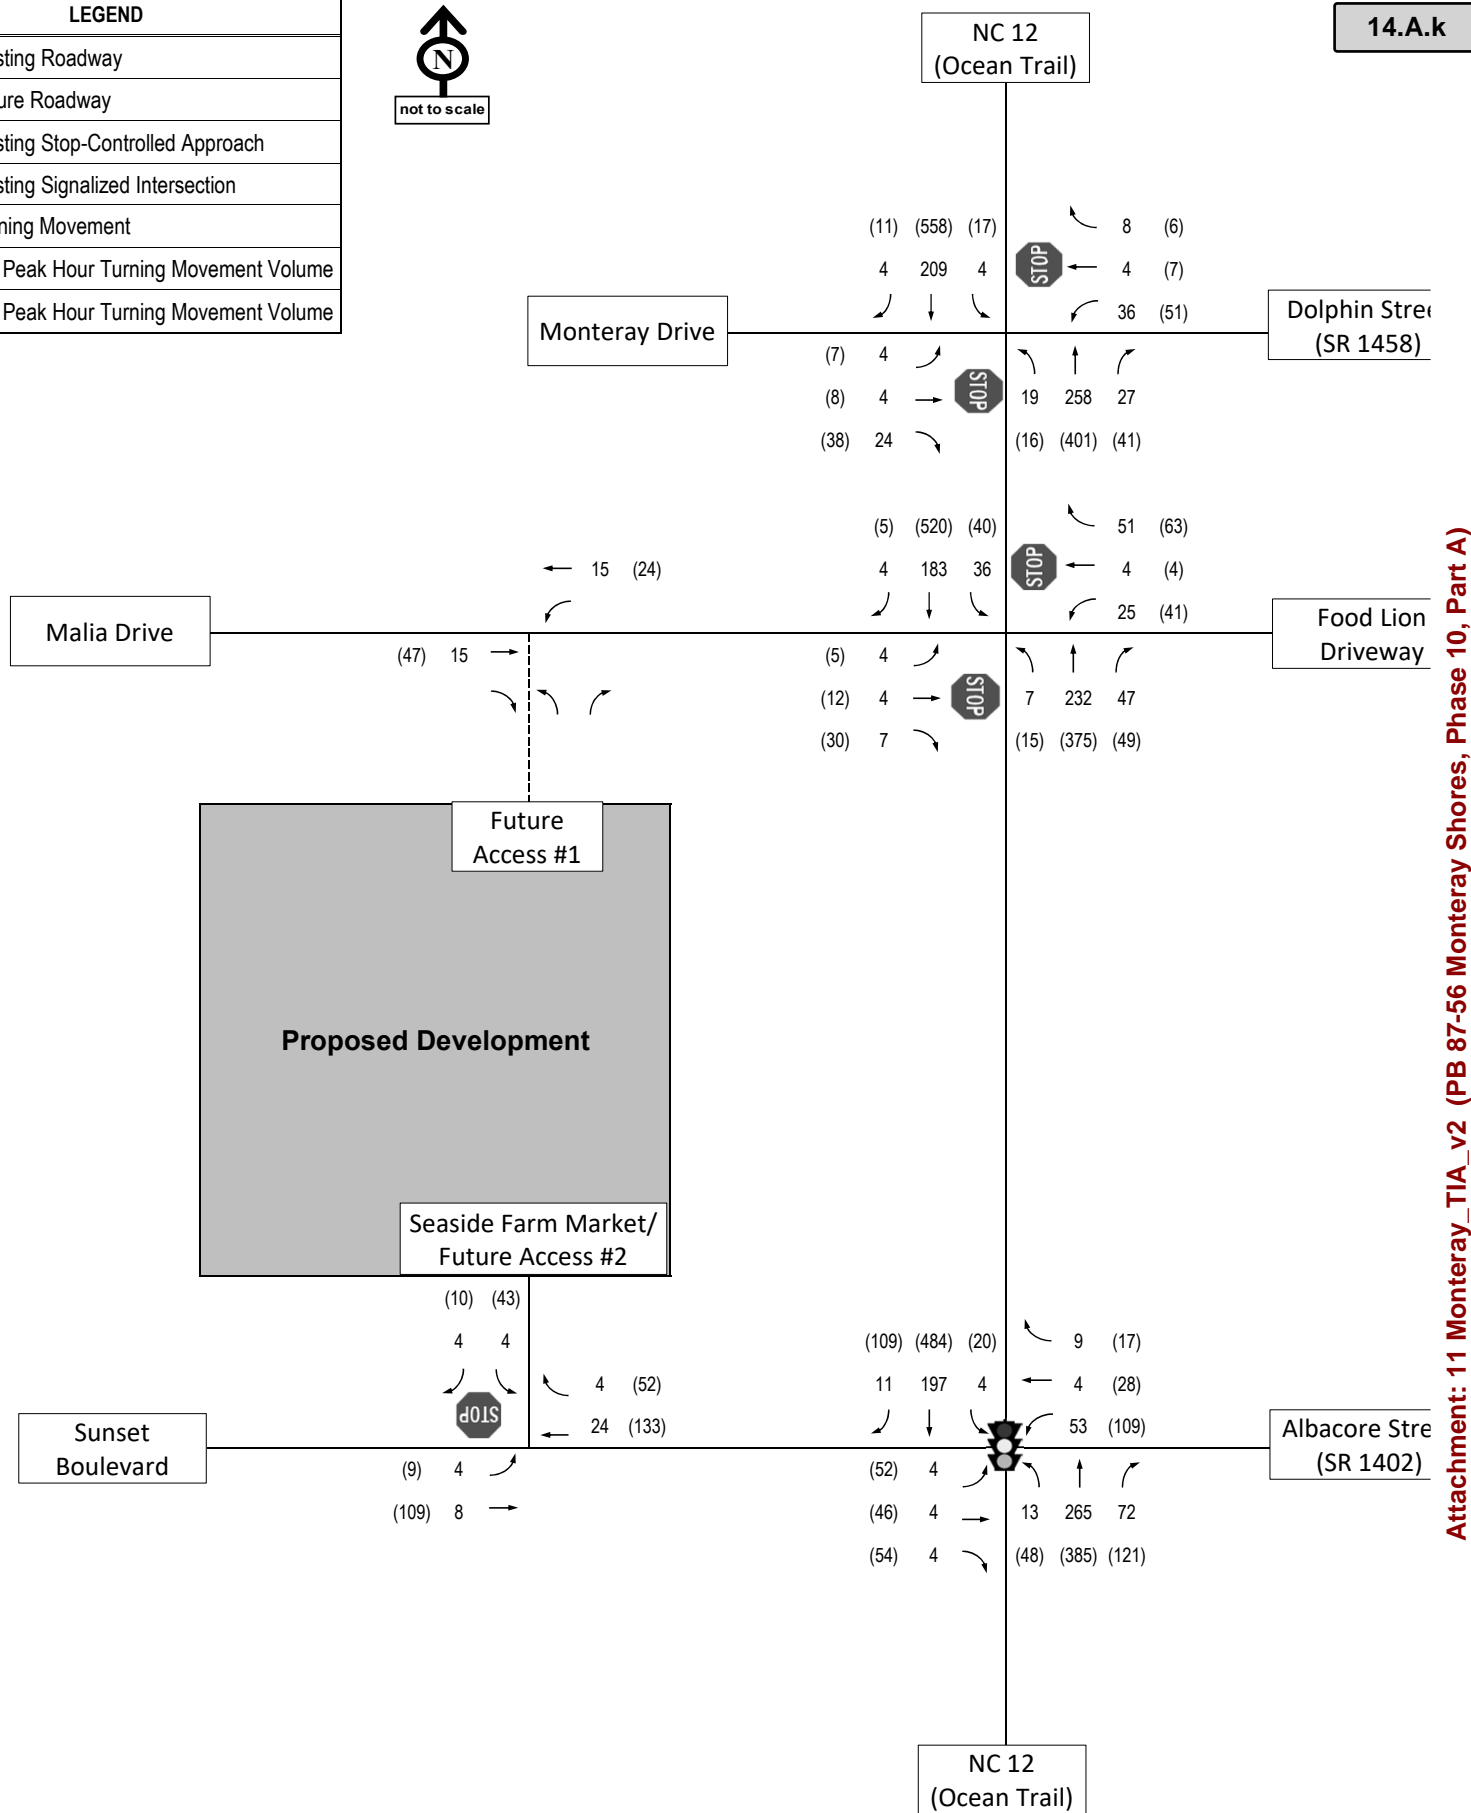 LEGEND
sting Roadway
ure Roadway
sting Stop-Controlled Approach
sting Signalized Intersection
ning Movement
Peak Hour Turning Movement Volume
Peak Hour Turning Movement Volume
N
not to scale
NC 12
(Ocean Trail)
14.A.k
(11) (558) (17)
4 209 4
STOP
8 (6)
4 (7)
36 (51)
Monteray Drive
Dolphin Stree
(SR 1458)
(7) 4
(8) 4
(38) 24
STOP
19 258 27
(16) (401) (41)
15 (24)
(5) (520) (40)
4 183 36
STOP
51 (63)
4 (4)
25 (41)
Malia Drive
Food Lion
Driveway
(47) 15
(5) 4
(12) 4
(30) 7
STOP
7 232 47
(15) (375) (49)
Future
Access #1
Proposed Development
Seaside Farm Market/
Future Access #2
(10) (43)
4 4
STOP
4 (52)
24 (133)
(109) (484) (20)
11 197 4
9 (17)
4 (28)
53 (109)
Sunset
Boulevard
Albacore Stre
(SR 1402)
(9) 4
(109) 8
(52) 4
(46) 4
(54) 4
13 265 72
(48) (385) (121)
NC 12
(Ocean Trail)
Attachment: 11 Monteray_TIA_v2 (PB 87-56 Monteray Shores, Phase 10, Part A)